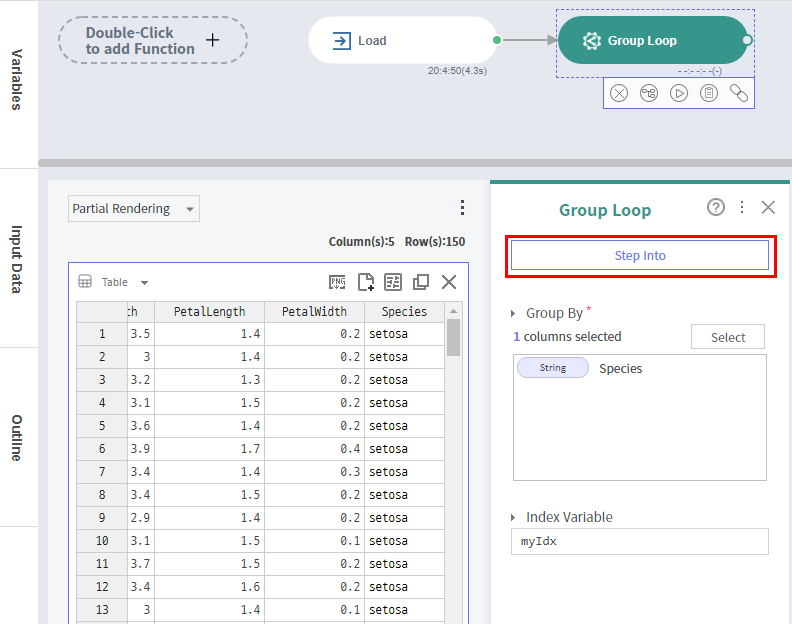 Variables
Input Data
Outline
Double-Click
to add Function +
Load
20:4:50(4.3s)
Group Loop
- -:- -:- -(-)
Partial Rendering
Column(s):5 Row(s):150
Table
PNG
PetalLength PetalWidth Species
1 3.5 1.4 0.2 setosa
2 3 1.4 0.2 setosa
3 3.2 1.3 0.2 setosa
4 3.1 1.5 0.2 setosa
5 3.6 1.4 0.2 setosa
6 3.9 1.7 0.4 setosa
7 3.4 1.4 0.3 setosa
8 3.4 1.5 0.2 setosa
9 2.9 1.4 0.2 setosa
10 3.1 1.5 0.1 setosa
11 3.7 1.5 0.2 setosa
12 3.4 1.6 0.2 setosa
13 3 1.4 0.1 setosa
Group Loop
Step Into
Group By *
1 columns selected
Select
String Species
Index Variable
myIdx